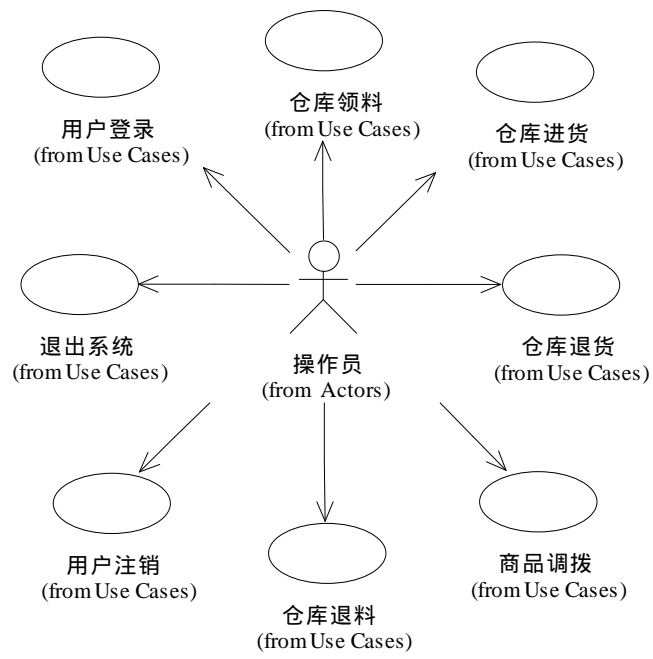 仓库领料
(from Use Cases)
用户登录
(from Use Cases)
仓库进货
(from Use Cases)
退出系统
(from Use Cases)
操作员
(from Actors)
仓库退货
(from Use Cases)
用户注销
(from Use Cases)
仓库退料
(from Use Cases)
商品调拨
(from Use Cases)